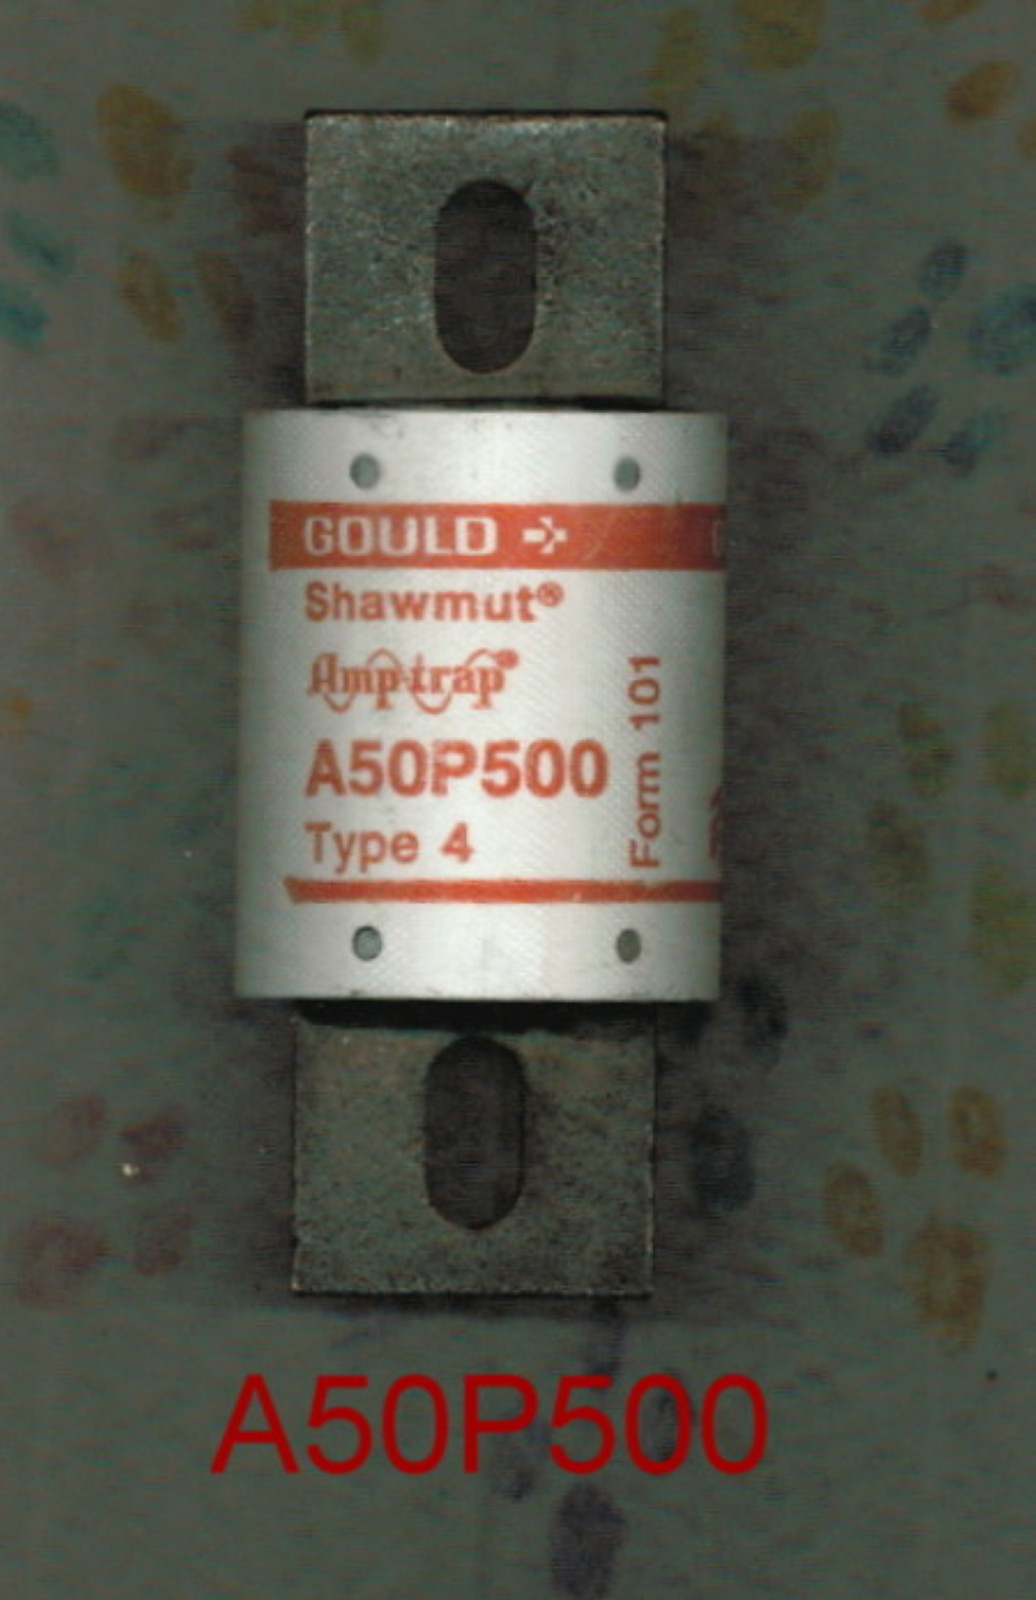 GOULD
Shawmut®
Amp-trap®
A50P500
Type 4
Form 101
A50P500